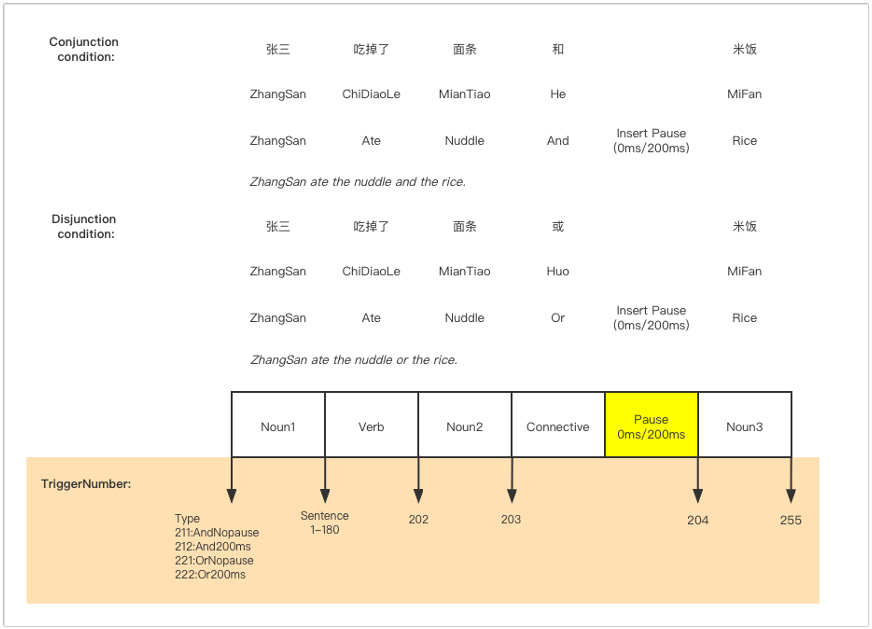 Conjunction
condition:
张三 吃掉了 面条 和 米饭
ZhangSan ChiDiaoLe MianTiao He MiFan
ZhangSan Ate Nuddle And Insert Pause Rice
(0ms/200ms)
ZhangSan ate the nuddle and the rice.
Disjunction
condition:
张三 吃掉了 面条 或 米饭
ZhangSan ChiDiaoLe MianTiao Huo MiFan
ZhangSan Ate Nuddle Or Insert Pause Rice
(0ms/200ms)
ZhangSan ate the nuddle or the rice.
Noun1 Verb Noun2 Connective Pause Noun3
0ms/200ms
TriggerNumber:
Type Sentence 202 203 204 255
1–180
211:AndNopause
212:And200ms
221:OrNopause
222:Or200ms